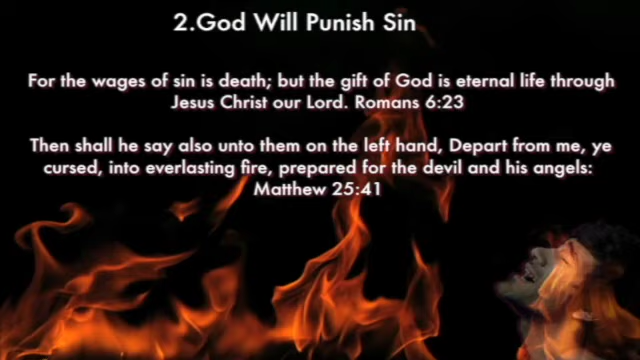 2.God Will Punish Sin
For the wages of sin is death; but the gift of God is eternal life through
Jesus Christ our Lord. Romans 6:23
Then shall he say also unto them on the left hand, Depart from me, ye
cursed, into everlasting fire, prepared for the devil and his angels:
Matthew 25:41